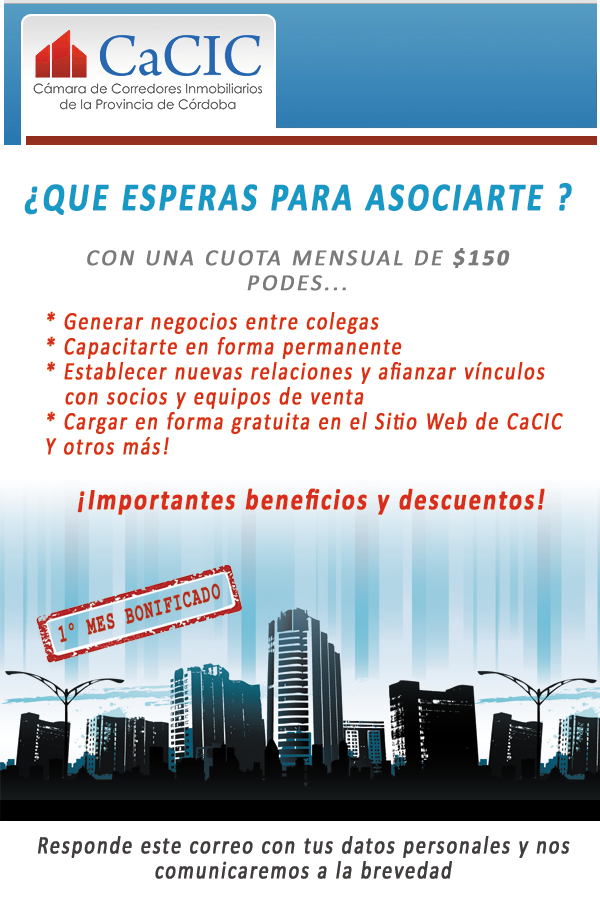 CaCIC
Cámara de Corredores Inmobiliarios
de la Provincia de Córdoba
¿QUE ESPERAS PARA ASOCIARTE ?
CON UNA CUOTA MENSUAL DE $150
PODES...
* Generar negocios entre colegas
* Capacitarte en forma permanente
* Establecer nuevas relaciones y afianzar vínculos
con socios y equipos de venta
* Cargar en forma gratuita en el Sitio Web de CaCIC
Y otros más!
¡Importantes beneficios y descuentos!
1° MES BONIFICADO
Responde este correo con tus datos personales y nos
comunicaremos a la brevedad